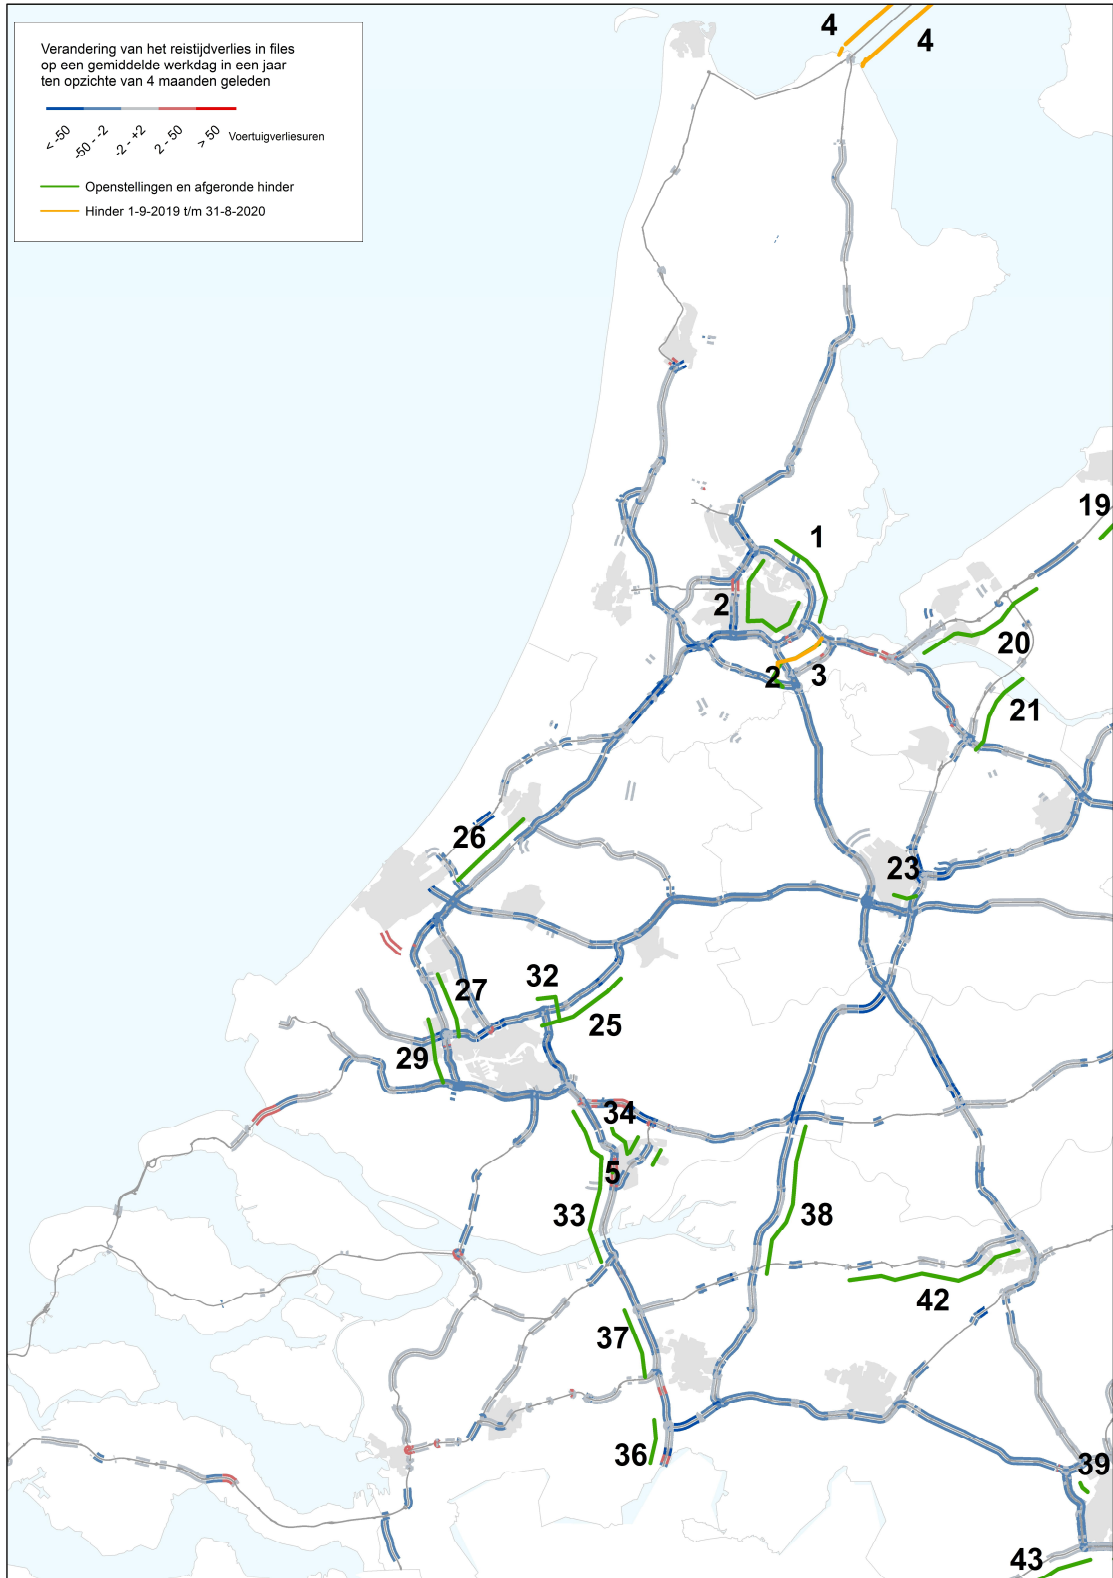 Verandering van het reistijdverlies in files
op een gemiddelde werkdag in een jaar
ten opzichte van 4 maanden geleden
< -50
-50 - -2
-2 - +2
2 - 50
> 50
Voertuigverliesuren
Openstellingen en afgeronde hinder
Hinder 1-9-2019 t/m 31-8-2020
4
4
19
1
2
20
2
3
21
26
23
27
32
25
29
34
5
33
38
42
37
36
39
43